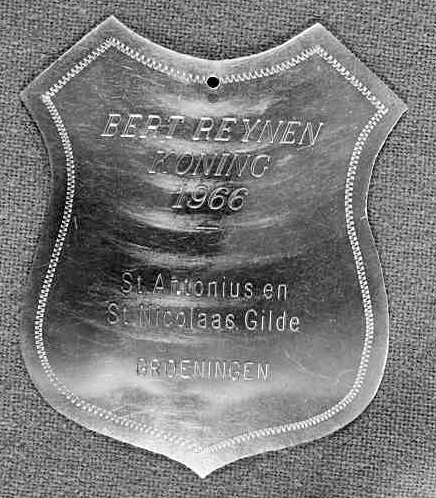 BERT REYNEN
KONING
1966
St. Antonius en
St. Nicolaas Gilde
GROENINGEN